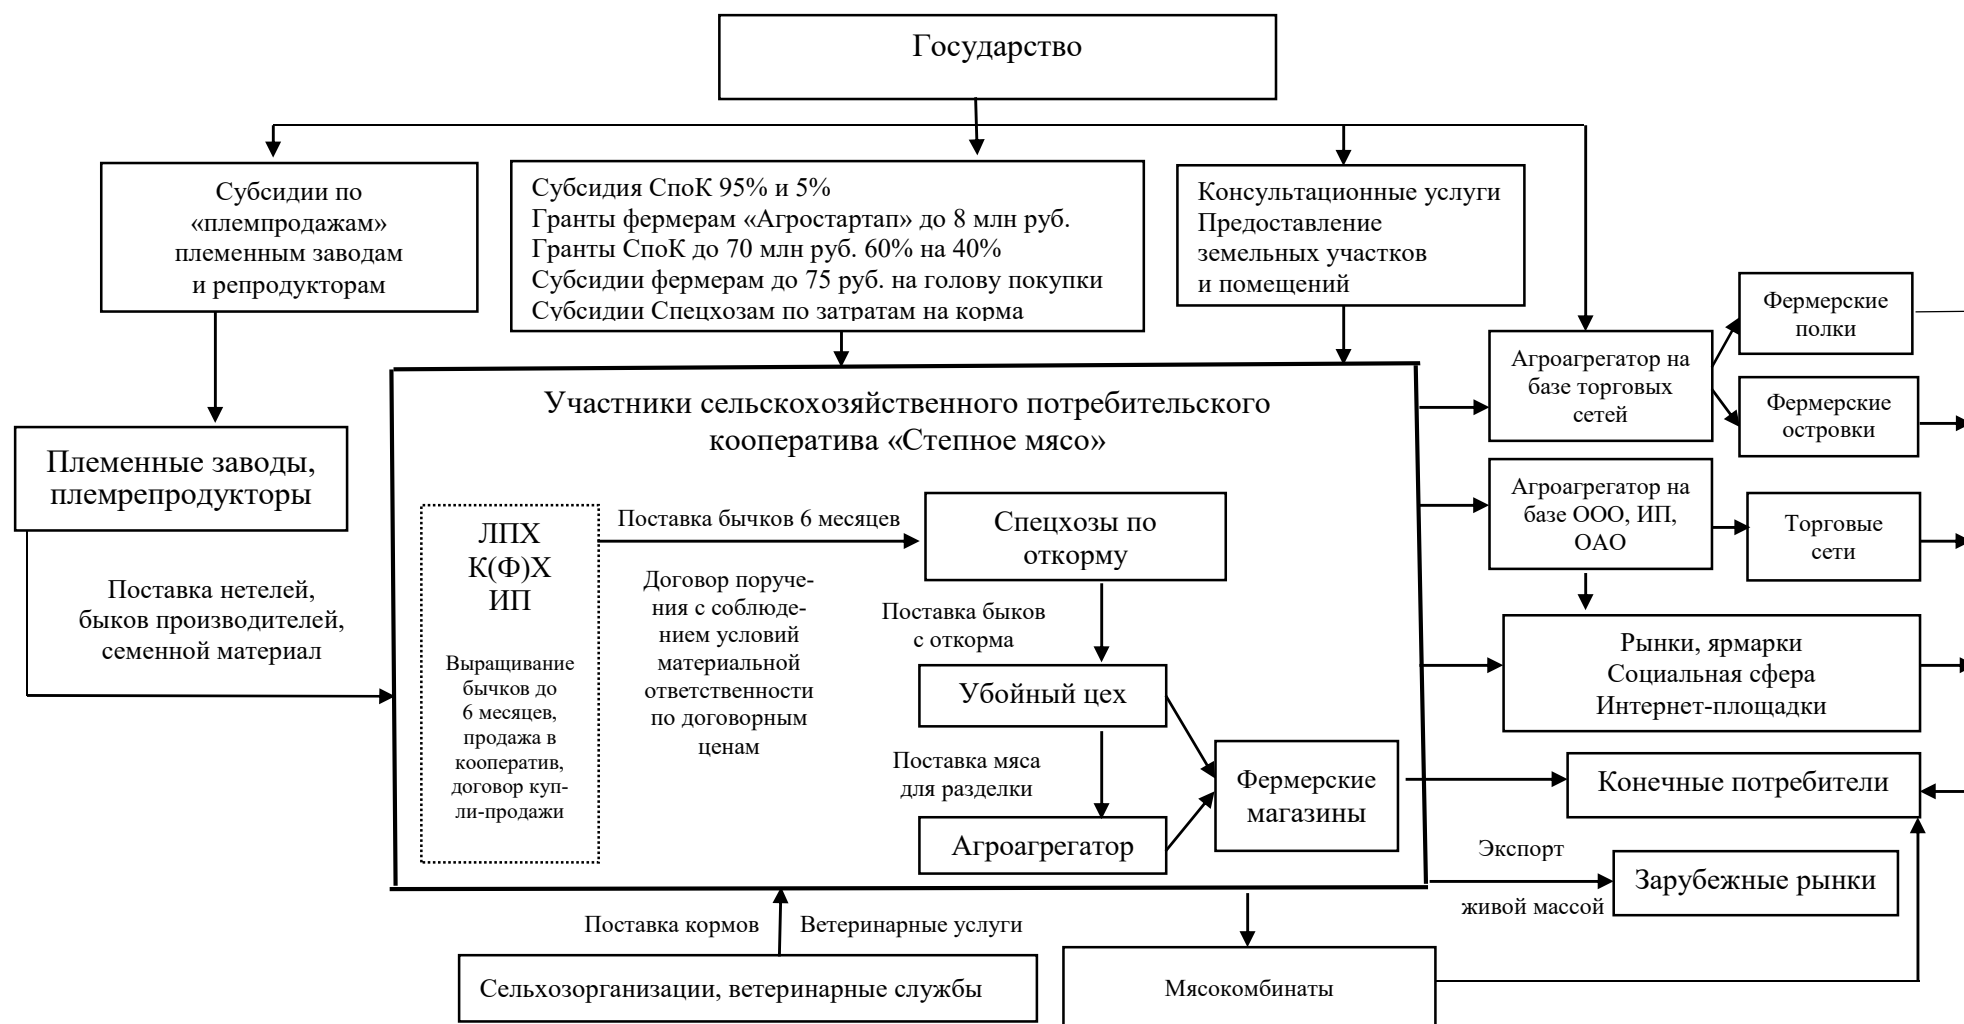 Государство
Субсидии по
«племпродажам»
племенным заводам
и репродукторам
Субсидия СпоК 95% и 5%
Гранты фермерам «Агростартап» до 8 млн руб.
Гранты СпоК до 70 млн руб. 60% на 40%
Субсидии фермерам до 75 руб. на голову покупки
Субсидии Спецхозам по затратам на корма
Консультационные услуги
Предоставление
земельных участков
и помещений
Фермерские
полки
Агроагрегатор на
базе торговых
сетей
Фермерские
островки
Племенные заводы,
племрепродукторы
Участники сельскохозяйственного потребительского
кооператива «Степное мясо»
Агроагрегатор на
базе ООО, ИП,
ОАО
Торговые
сети
Поставка нетелей,
быков производителей,
семенной материал
ЛПХ
К(Ф)Х
ИП
Выращивание
бычков до
6 месяцев,
продажа в
кооператив,
договор куп-
ли-продажи
Поставка бычков 6 месяцев
Договор поруче-
ния с соблюде-
нием условий
материальной
ответственности
по договорным
ценам
Спецхозы по
откорму
Поставка быков
с откорма
Убойный цех
Поставка мяса
для разделки
Агроагрегатор
Фермерские
магазины
Рынки, ярмарки
Социальная сфера
Интернет-площадки
Конечные потребители
Экспорт
живой массой
Зарубежные рынки
Поставка кормов
Ветеринарные услуги
Сельхозорганизации, ветеринарные службы
Мясокомбинаты